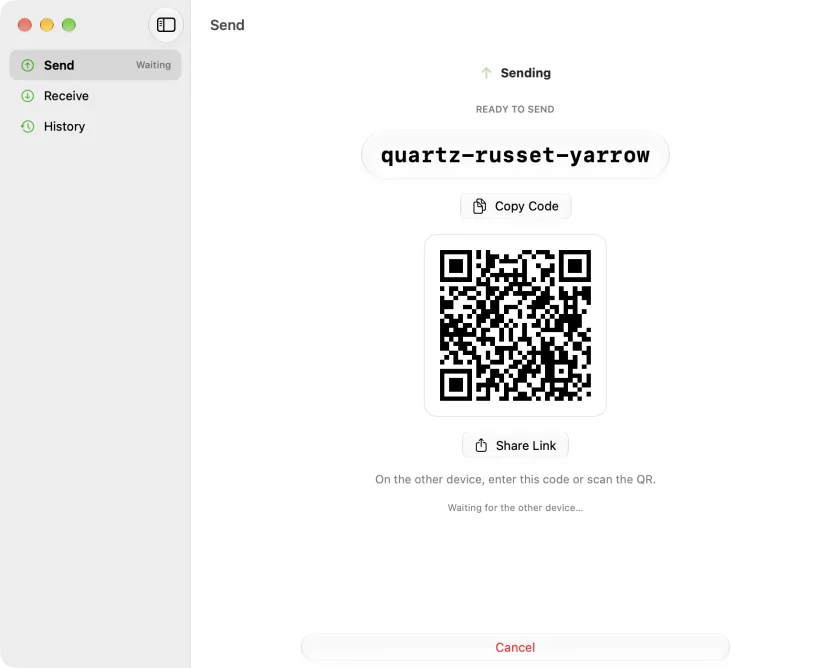 Send
Send
Waiting
Receive
History
Sending
READY TO SEND
quartz-russet-yarrow
Copy Code
Share Link
On the other device, enter this code or scan the QR.
Waiting for the other device…
Cancel